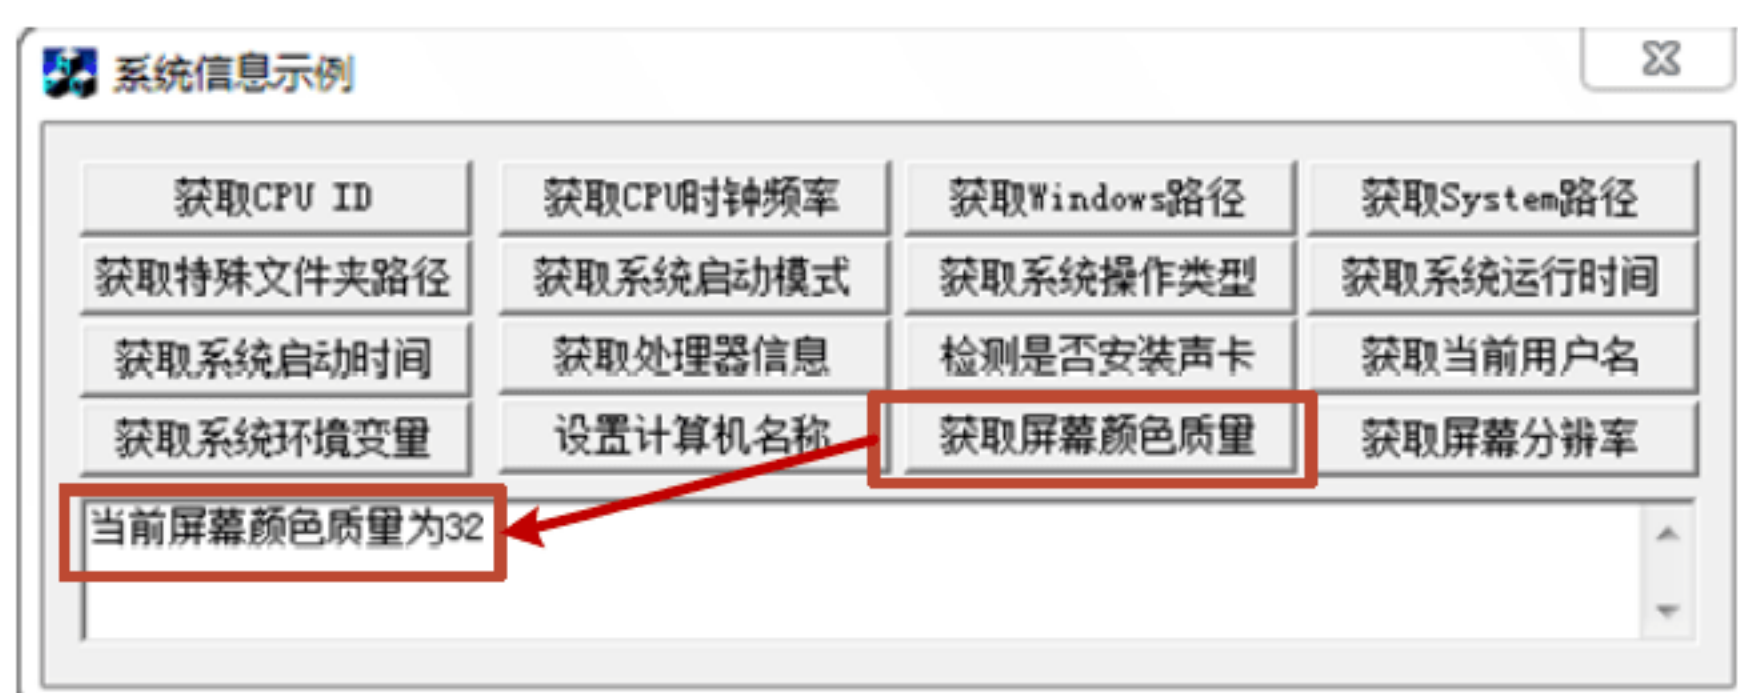 系统信息示例
获取CPU ID 获取CPU时钟频率 获取Windows路径 获取System路径
获取特殊文件夹路径 获取系统启动模式 获取系统操作类型 获取系统运行时间
获取系统启动时间 获取处理器信息 检测是否安装声卡 获取当前用户名
获取系统环境变量 设置计算机名称 获取屏幕颜色质量 获取屏幕分辨率
当前屏幕颜色质量为32